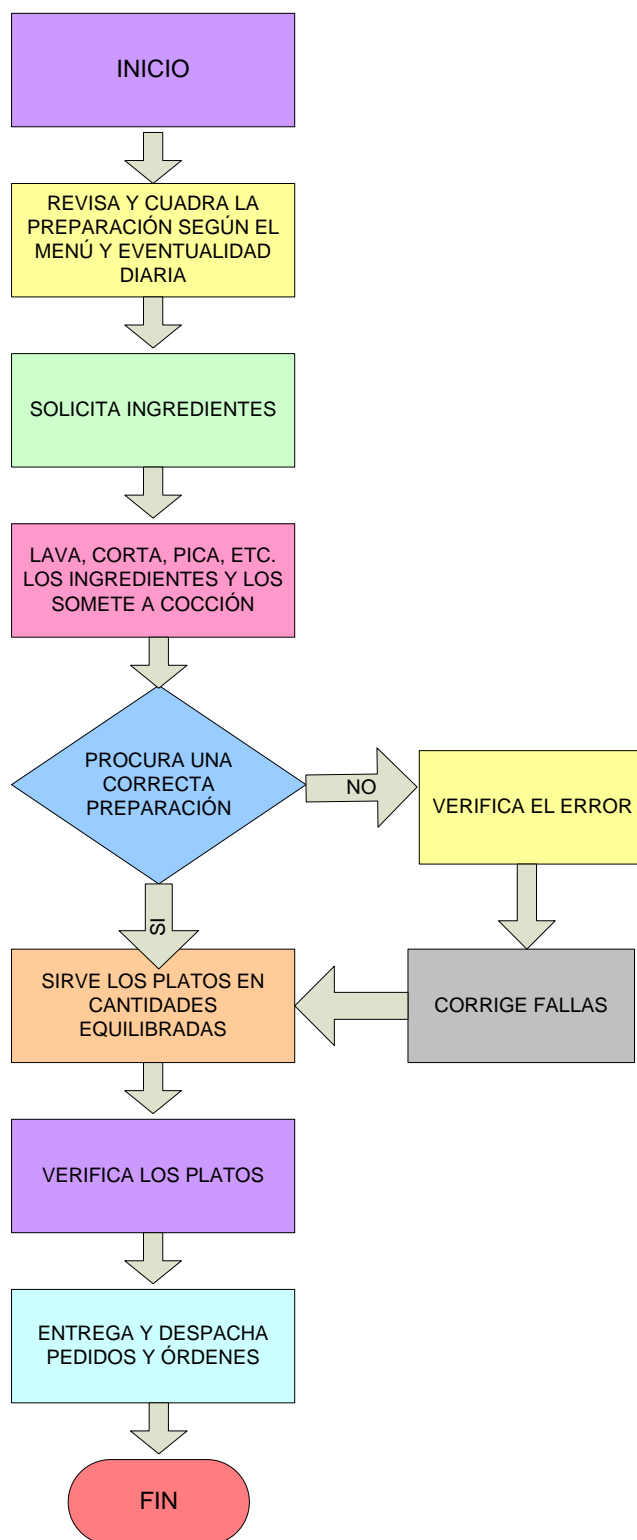 INICIO
REVISA Y CUADRA LA
PREPARACIÓN SEGÚN EL
MENÚ Y EVENTUALIDAD
DIARIA
SOLICITA INGREDIENTES
LAVA, CORTA, PICA, ETC.
LOS INGREDIENTES Y LOS
SOMETE A COCCIÓN
PROCURA UNA
CORRECTA
PREPARACIÓN
NO
VERIFICA EL ERROR
SI
SIRVE LOS PLATOS EN
CANTIDADES
EQUILIBRADAS
CORRIGE FALLAS
VERIFICA LOS PLATOS
ENTREGA Y DESPACHA
PEDIDOS Y ÓRDENES
FIN